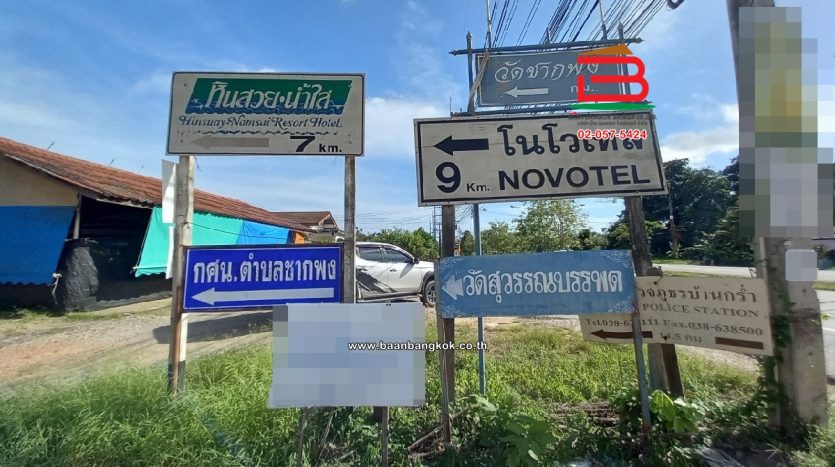 หินสวย • น้ำใส
Hinsuay • Namsai Resort Hotel
7 km.
กศน.ตำบลชากพง
www.baanbangkok.co.th
วัดชากพง
B
02-057-5424
โนโวเทล
9 Km. NOVOTEL
วัดสุวรรณบรรพต
POLICE STATION
Fax.038-638500